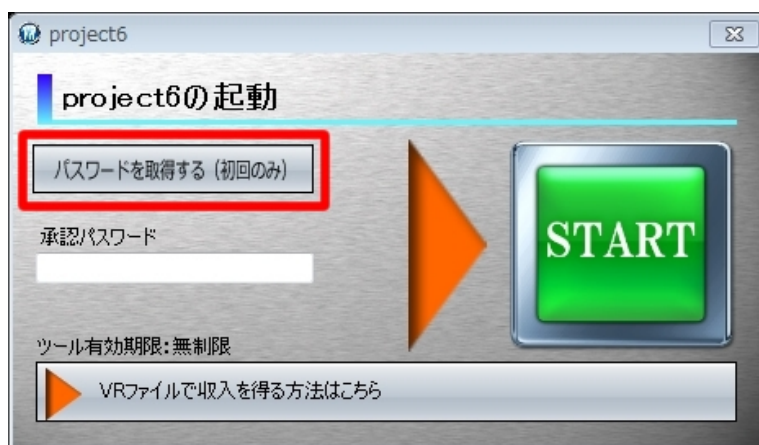 project6
project6の起動
パスワードを取得する（初回のみ）
承認パスワード
START
ツール有効期限：無制限
VRファイルで収入を得る方法はこちら